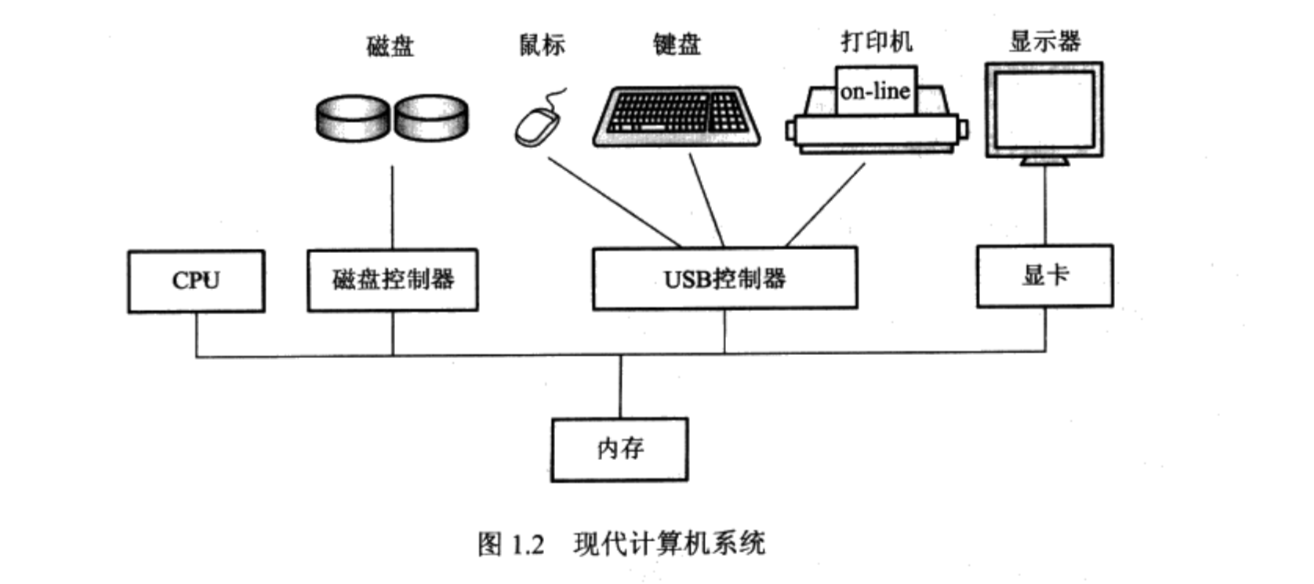 磁盘 鼠标 键盘 打印机 显示器
on-line
CPU 磁盘控制器 USB控制器 显卡
内存
图 1.2 现代计算机系统